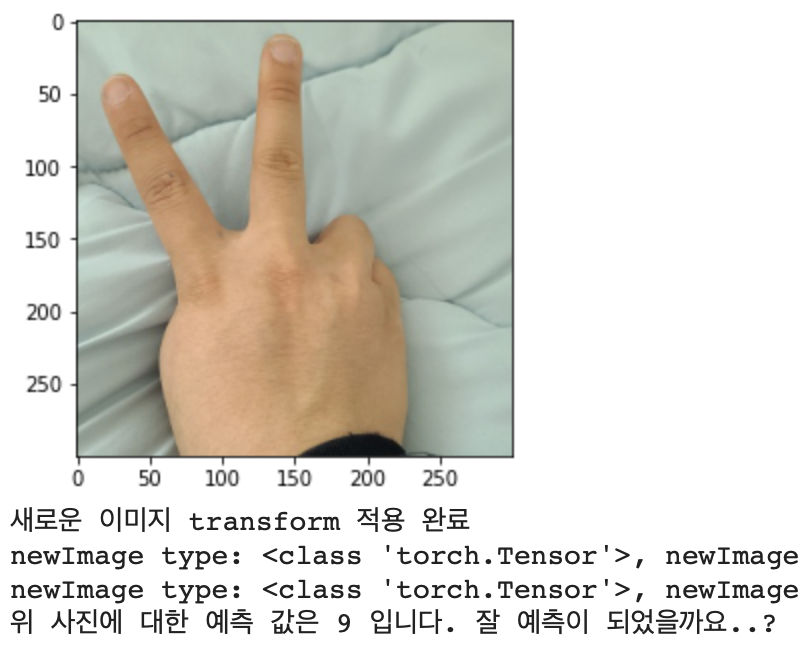 0
50
100
150
200
250
0 50 100 150 200 250
새로운 이미지 transform 적용 완료
newImage type: <class 'torch.Tensor'>, newImage
newImage type: <class 'torch.Tensor'>, newImage
위 사진에 대한 예측 값은 9 입니다. 잘 예측이 되었을까요..?